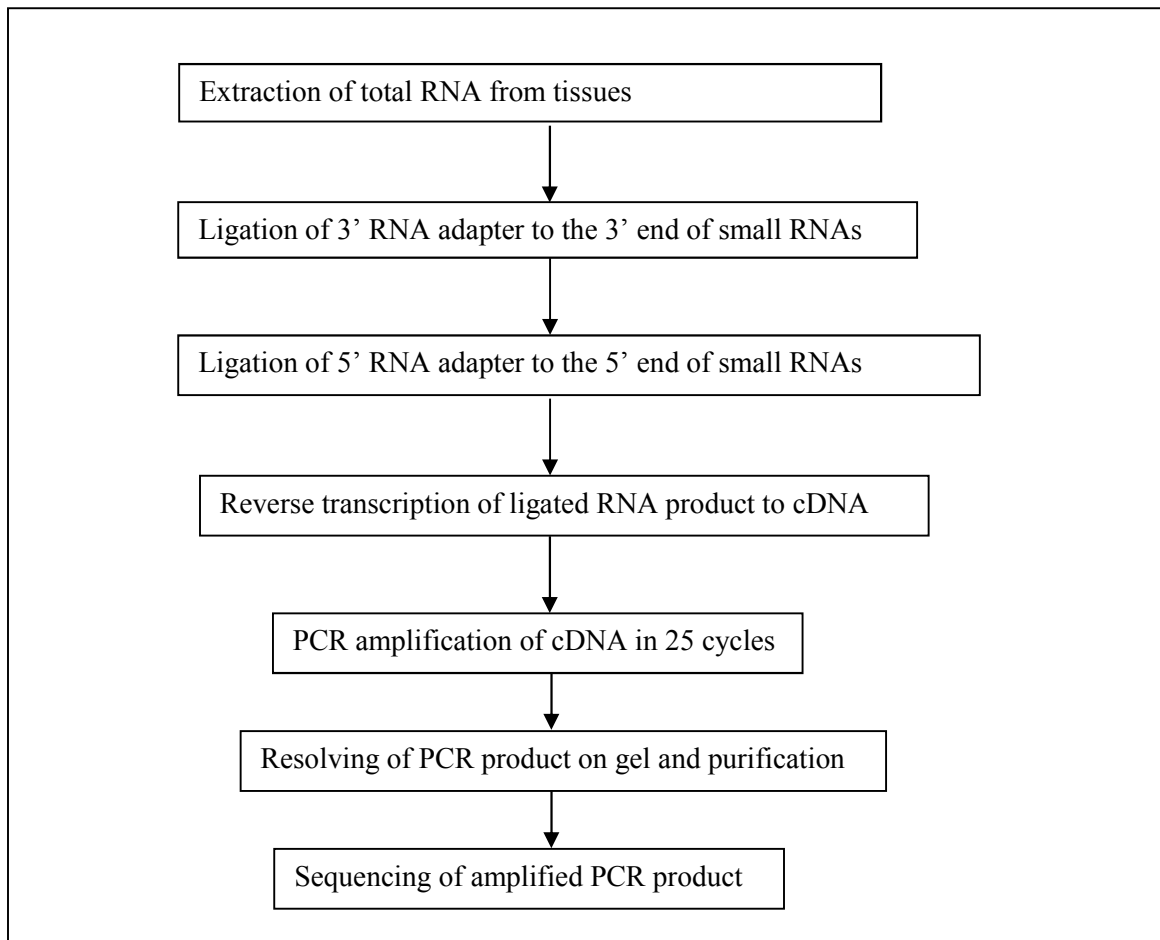 Extraction of total RNA from tissues
Ligation of 3’ RNA adapter to the 3’ end of small RNAs
Ligation of 5’ RNA adapter to the 5’ end of small RNAs
Reverse transcription of ligated RNA product to cDNA
PCR amplification of cDNA in 25 cycles
Resolving of PCR product on gel and purification
Sequencing of amplified PCR product